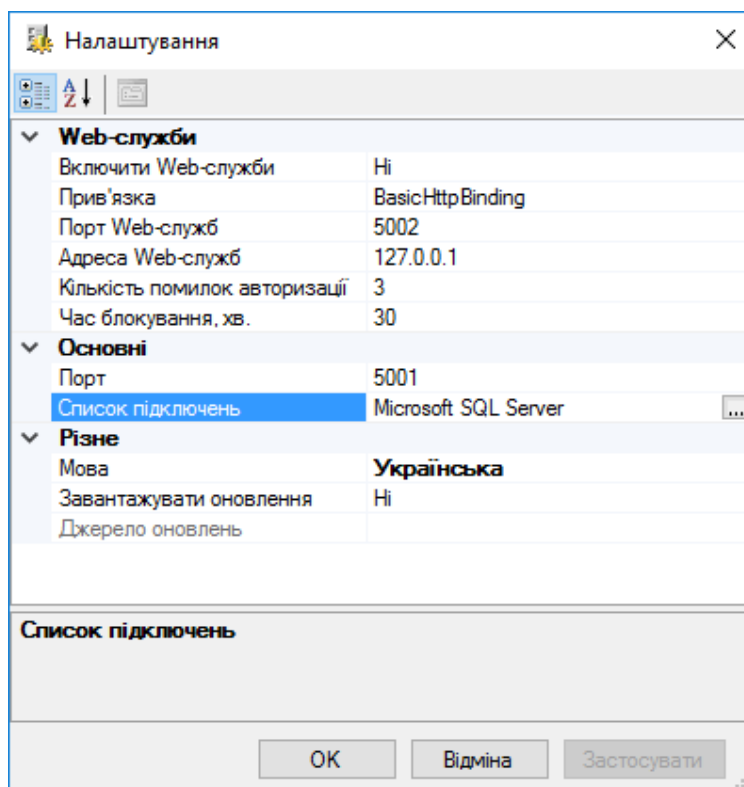 Налаштування
Web-служби
Включити Web-служби Ні
Прив'язка BasicHttpBinding
Порт Web-служб 5002
Адреса Web-служб 127.0.0.1
Кількість помилок авторизації 3
Час блокування, хв. 30
Основні
Порт 5001
Список підключень Microsoft SQL Server ...
Різне
Мова Українська
Завантажувати оновлення Ні
Джерело оновлень
Список підключень
OK Відміна Застосувати